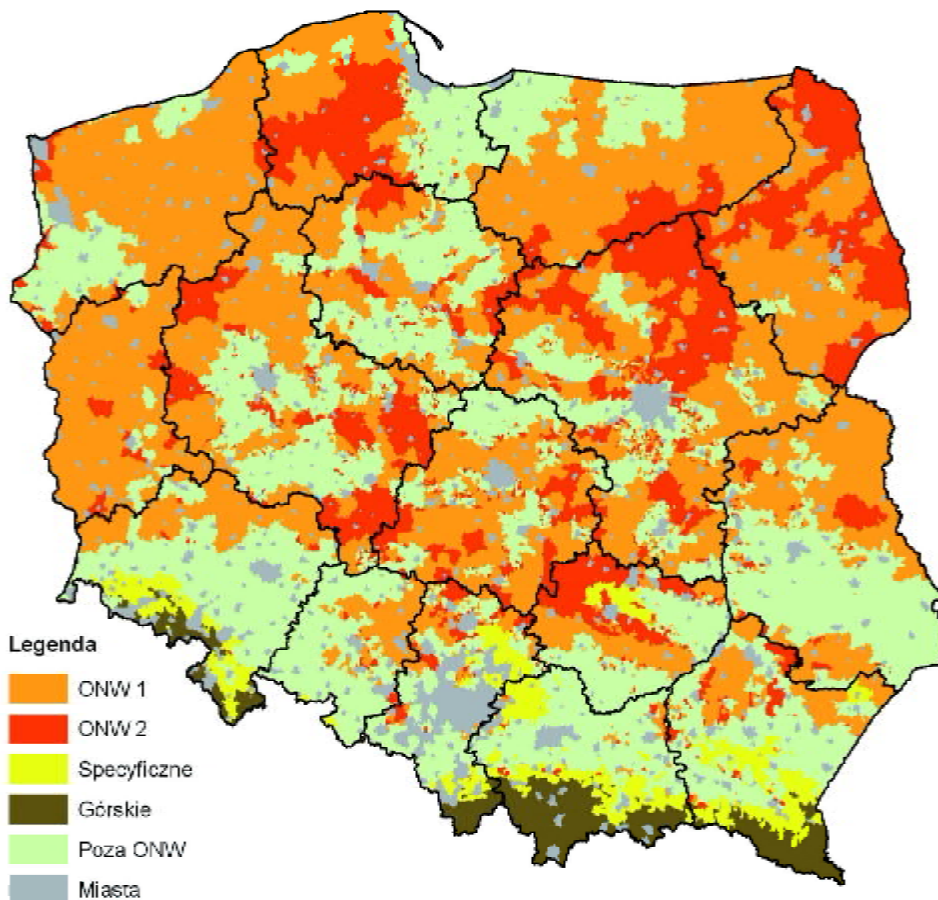 Legenda
ONW 1
ONW 2
Specyficzne
Górskie
Poza ONW
Miasta